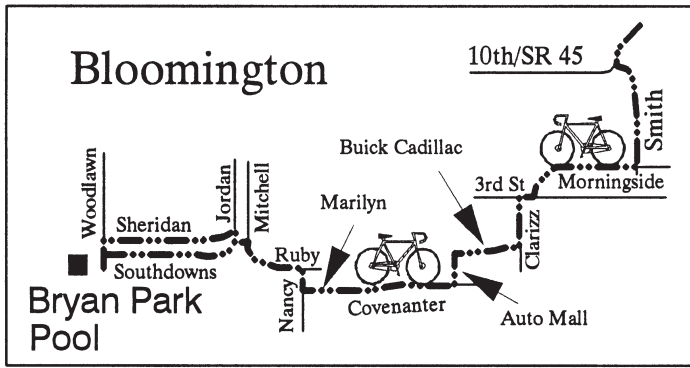 Bloomington
10th/SR 45
Smith
Buick Cadillac
3rd St
Morningside
Woodlawn
Sheridan
Jordan
Mitchell
Marilyn
Clarizz
Southdowns
Ruby
Bryan Park
Pool
Nancy
Covenanter
Auto Mall